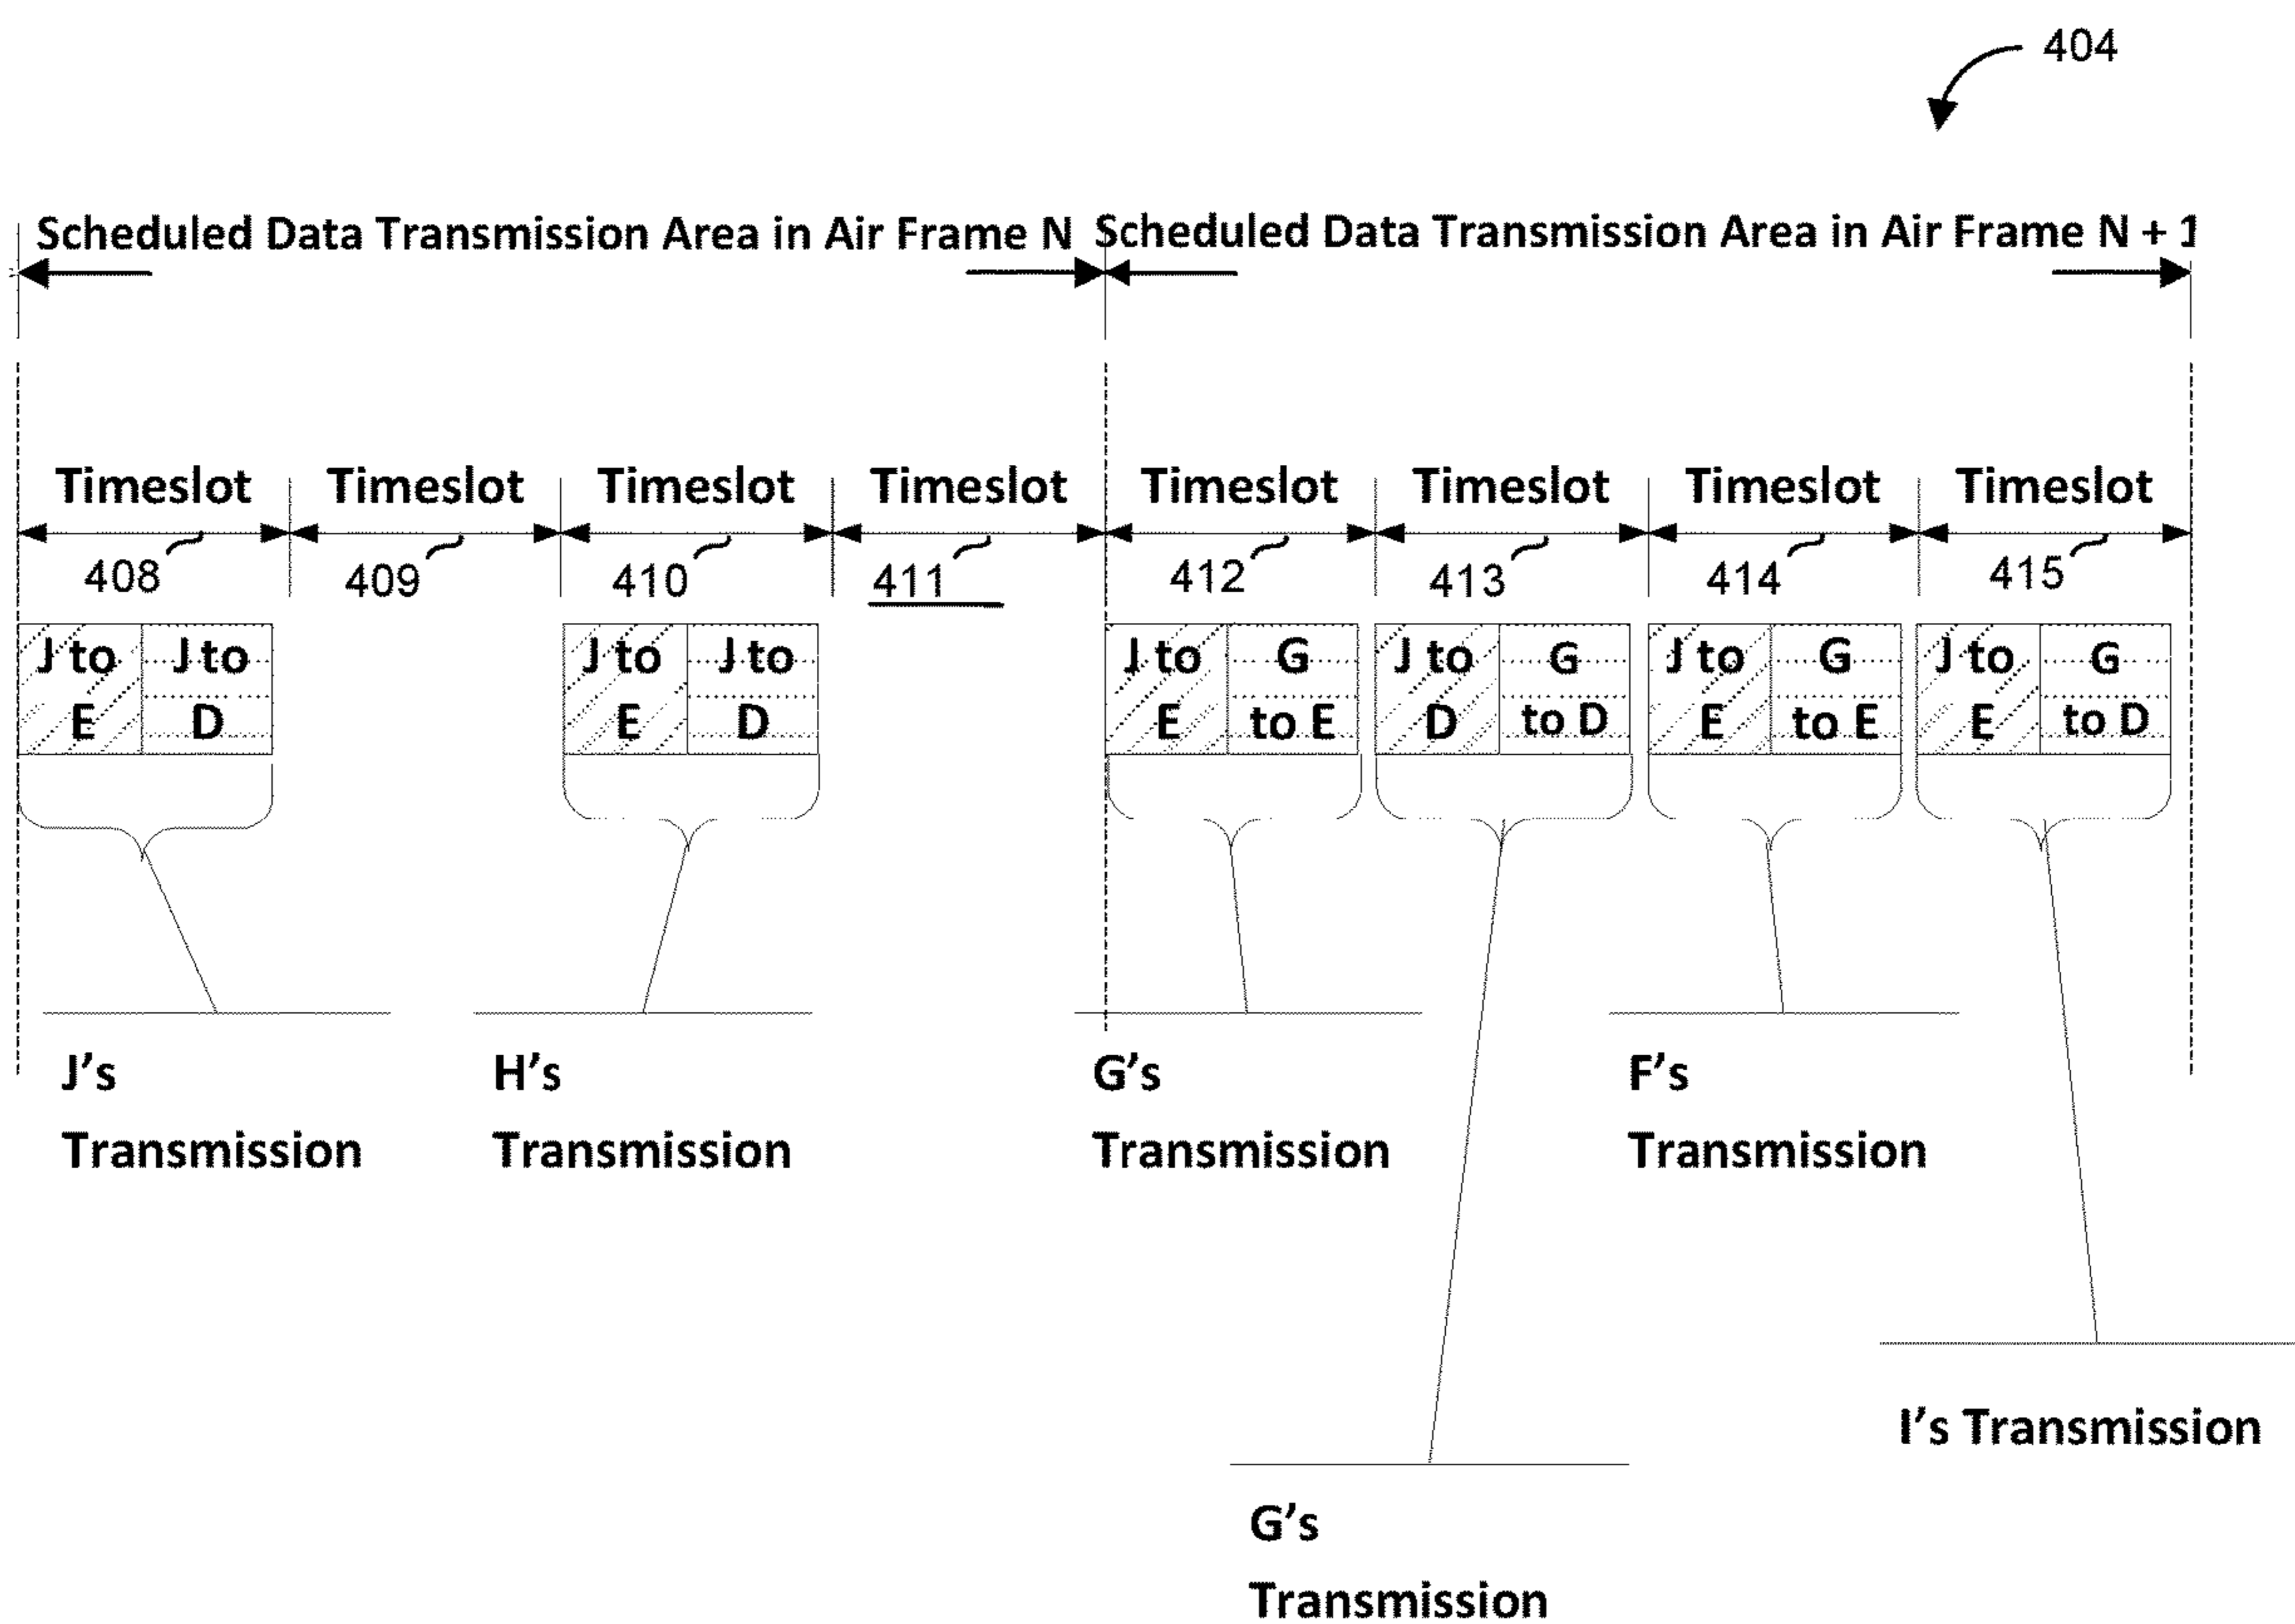 404
Scheduled Data Transmission Area in Air Frame N
Scheduled Data Transmission Area in Air Frame N + 1
Timeslot
Timeslot
Timeslot
Timeslot
Timeslot
Timeslot
Timeslot
Timeslot
408
409
410
411
412
413
414
415
J to
E
J to
D
J to
E
J to
D
J to
E
G
to E
J to
D
G
to D
J to
E
G
to E
J to
E
G
to D
J's
Transmission
H's
Transmission
G's
Transmission
F's
Transmission
I's Transmission
G's
Transmission